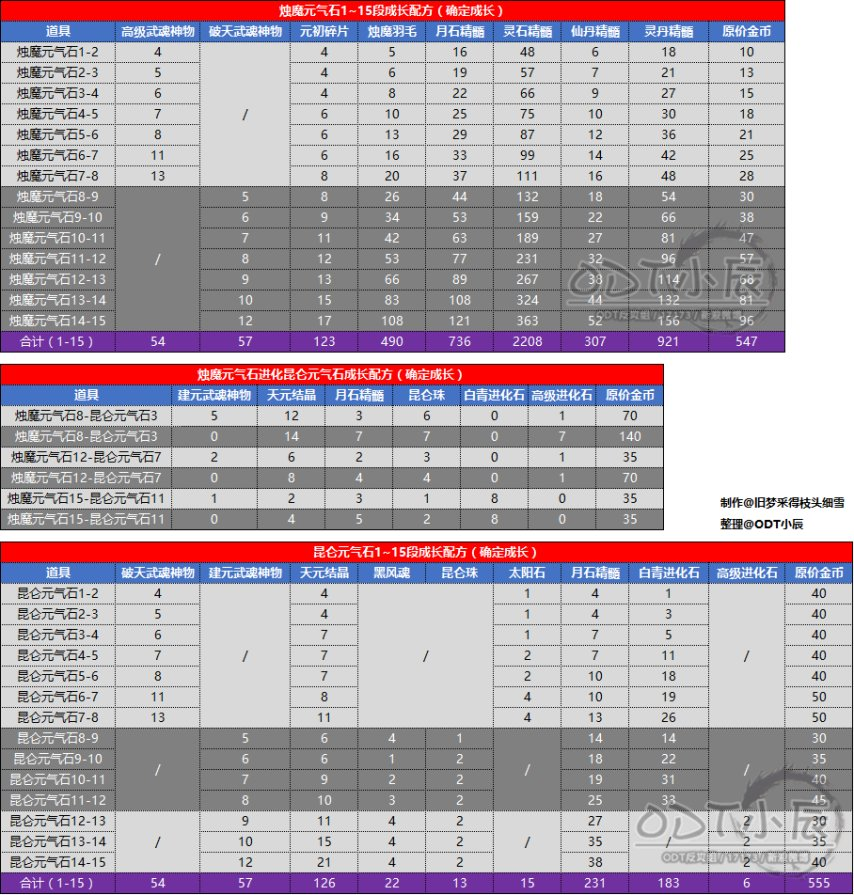 烛魔元气石1~15段成长配方（确定成长）
道具 高级武魂神物 破天武魂神物 元初碎片 烛魔羽毛 月石精髓 灵石精髓 仙丹精髓 灵丹精髓 原价金币
烛魔元气石1-2 4 4 5 16 48 6 18 10
烛魔元气石2-3 5 4 6 19 57 7 21 13
烛魔元气石3-4 6 4 8 22 66 9 27 15
烛魔元气石4-5 7 / 6 10 25 75 10 30 18
烛魔元气石5-6 8 6 13 29 87 12 36 21
烛魔元气石6-7 11 6 16 33 99 14 42 25
烛魔元气石7-8 13 8 20 37 111 16 48 28
烛魔元气石8-9 5 8 26 44 132 18 54 30
烛魔元气石9-10 6 9 34 53 159 22 66 38
烛魔元气石10-11 7 11 42 63 189 27 81 47
烛魔元气石11-12 / 8 12 53 77 231 32 96 57
烛魔元气石12-13 9 13 66 89 267 38 114 68
烛魔元气石13-14 10 15 83 108 324 44 132 81
烛魔元气石14-15 12 17 108 121 363 52 156 96
合计（1-15） 54 57 123 490 736 2208 307 921 547
ODT小辰
ODT反攻组/17173/新浪微博
烛魔元气石进化昆仑元气石成长配方（确定成长）
道具 建元武魂神物 天元结晶 月石精髓 昆仑珠 白青进化石 高级进化石 原价金币
烛魔元气石8-昆仑元气石3 5 12 3 6 0 1 70
烛魔元气石8-昆仑元气石3 0 14 7 7 0 7 140
烛魔元气石12-昆仑元气石7 2 6 2 3 0 1 35
烛魔元气石12-昆仑元气石7 0 8 4 4 0 1 70
烛魔元气石15-昆仑元气石11 1 2 3 1 8 0 35
烛魔元气石15-昆仑元气石11 0 4 5 2 8 0 35
制作@旧梦采得枝头细雪
整理@ODT小辰
昆仑元气石1~15段成长配方（确定成长）
道具 破天武魂神物 建元武魂神物 天元结晶 黑风魂 昆仑珠 太阳石 月石精髓 白青进化石 高级进化石 原价金币
昆仑元气石1-2 4 4 1 4 1 40
昆仑元气石2-3 5 4 1 4 3 40
昆仑元气石3-4 6 7 1 7 5 40
昆仑元气石4-5 7 / 7 / 2 7 11 / 40
昆仑元气石5-6 8 7 2 10 18 40
昆仑元气石6-7 11 8 4 10 19 50
昆仑元气石7-8 13 11 4 13 26 50
昆仑元气石8-9 5 6 4 1 14 14 30
昆仑元气石9-10 / 6 6 1 2 / 18 22 / 35
昆仑元气石10-11 7 9 2 2 19 31 40
昆仑元气石11-12 8 10 3 2 25 33 45
昆仑元气石12-13 9 11 4 2 27 2 30
昆仑元气石13-14 / 10 15 4 2 / 35 / 2 35
昆仑元气石14-15 12 21 4 2 38 2 40
合计（1-15） 54 57 126 22 13 15 231 183 6 555
ODT小辰
ODT反攻组/17173/新浪微博